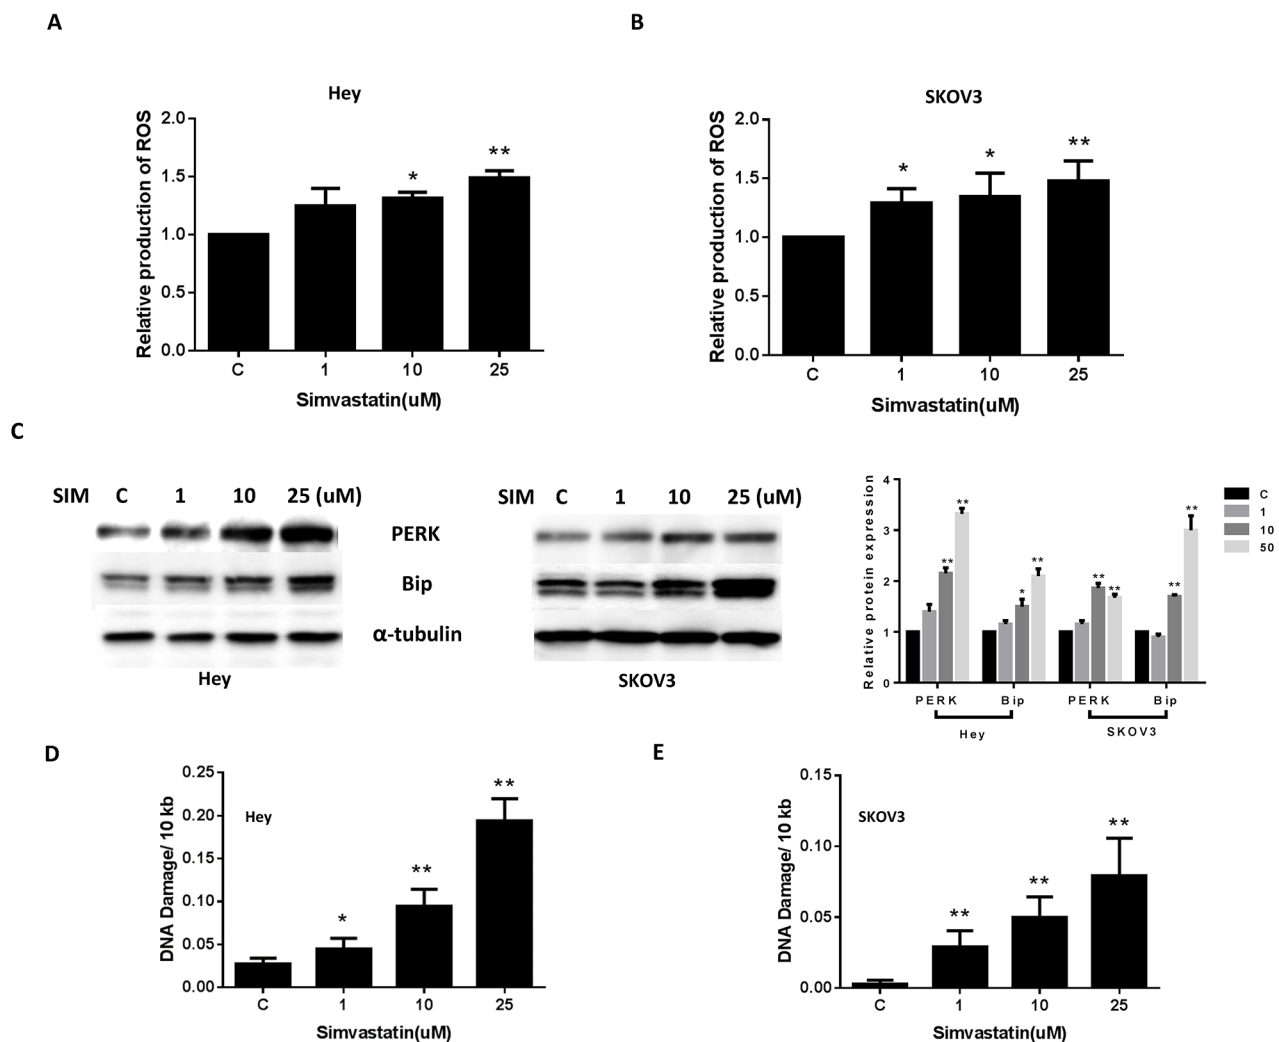 A
B
Hey
SKOV3
Relative production of ROS
2.0
1.5
1.0
0.5
0.0
*
**
C
1
10
25
Simvastatin(uM)
Relative production of ROS
2.0
1.5
1.0
0.5
0.0
*
*
**
C
1
10
25
Simvastatin(uM)
C
SIM C 1 10 25 (uM)
PERK
Bip
α-tubulin
Hey
SIM C 1 10 25 (uM)
SKOV3
Relative protein expression
4
3
2
1
0
**
**
*
**
**
**
**
**
C
1
10
50
PERK Bip PERK Bip
Hey SKOV3
D
E
DNA Damage/ 10 kb
0.25
0.20
0.15
0.10
0.05
0.00
Hey
*
**
**
C 1 10 25
Simvastatin(uM)
DNA Damage/ 10 kb
0.15
0.10
0.05
0.00
SKOV3
**
**
**
C 1 10 25
Simvastatin(uM)